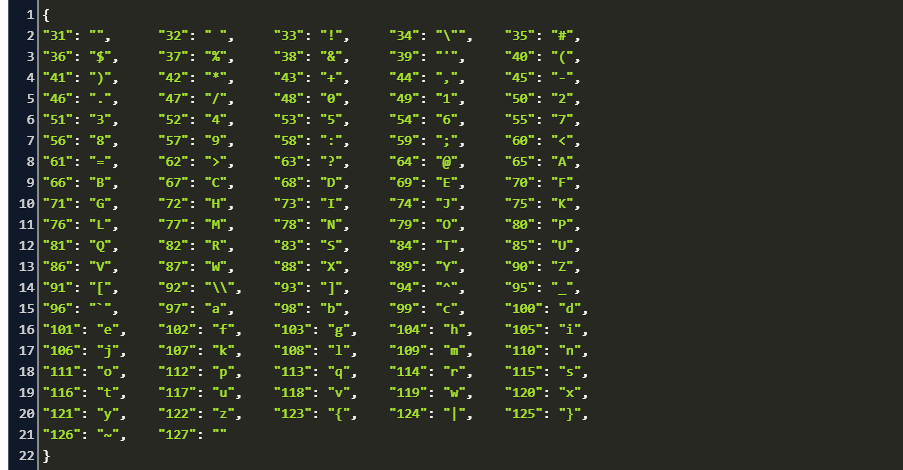 1 {
2 "31": "", "32": " ", "33": "!", "34": "\"", "35": "#",
3 "36": "$", "37": "%", "38": "&", "39": "'", "40": "(",
4 "41": ")", "42": "*", "43": "+", "44": ",", "45": "-",
5 "46": ".", "47": "/", "48": "0", "49": "1", "50": "2",
6 "51": "3", "52": "4", "53": "5", "54": "6", "55": "7",
7 "56": "8", "57": "9", "58": ":", "59": ";", "60": "<",
8 "61": "=", "62": ">", "63": "?", "64": "@", "65": "A",
9 "66": "B", "67": "C", "68": "D", "69": "E", "70": "F",
10 "71": "G", "72": "H", "73": "I", "74": "J", "75": "K",
11 "76": "L", "77": "M", "78": "N", "79": "O", "80": "P",
12 "81": "Q", "82": "R", "83": "S", "84": "T", "85": "U",
13 "86": "V", "87": "W", "88": "X", "89": "Y", "90": "Z",
14 "91": "[", "92": "\\", "93": "]", "94": "^", "95": "_",
15 "96": "`", "97": "a", "98": "b", "99": "c", "100": "d",
16 "101": "e", "102": "f", "103": "g", "104": "h", "105": "i",
17 "106": "j", "107": "k", "108": "l", "109": "m", "110": "n",
18 "111": "o", "112": "p", "113": "q", "114": "r", "115": "s",
19 "116": "t", "117": "u", "118": "v", "119": "w", "120": "x",
20 "121": "y", "122": "z", "123": "{", "124": "|", "125": "}",
21 "126": "~", "127": ""
22 }